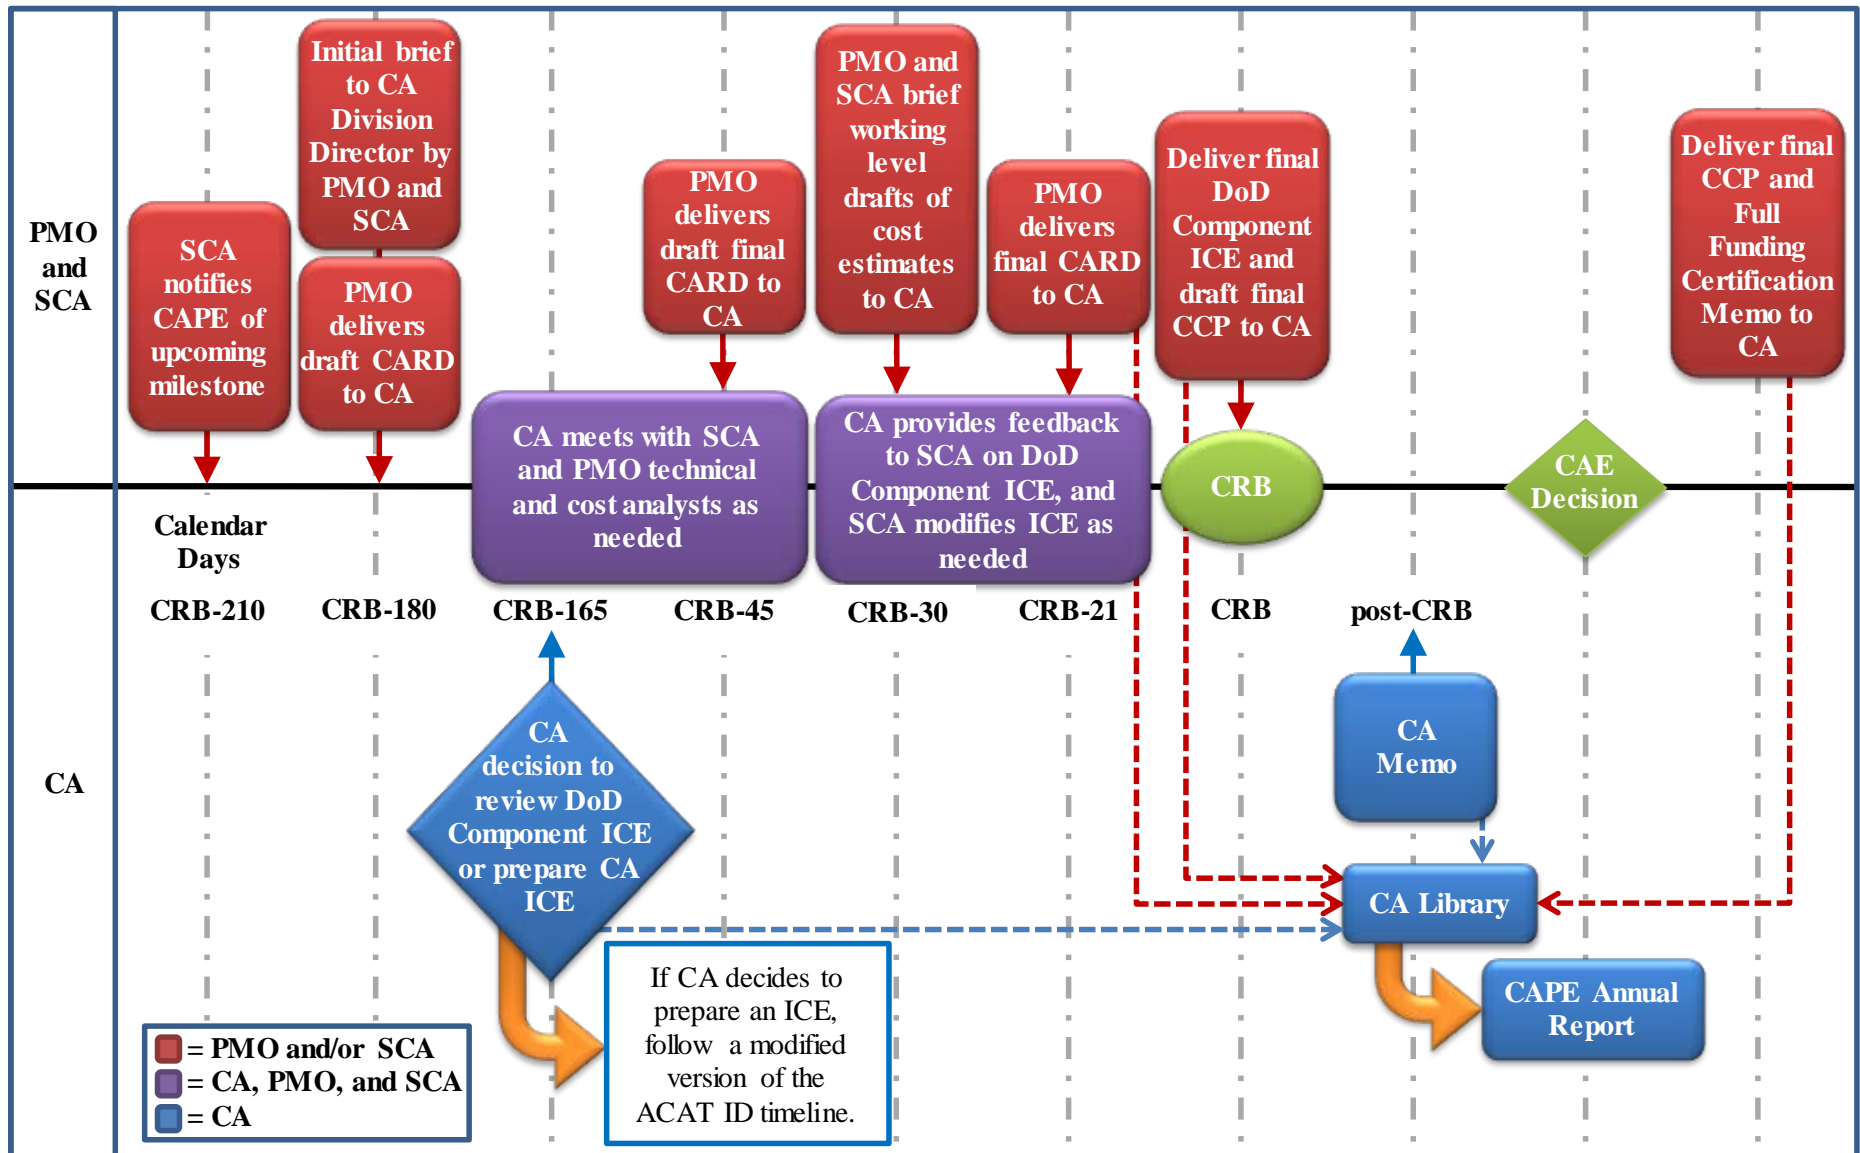 PMO
and
SCA
SCA
notifies
CAPE of
upcoming
milestone
Initial brief
to CA
Division
Director by
PMO and
SCA
PMO
delivers
draft CARD
to CA
PMO
delivers
draft final
CARD to
CA
PMO and
SCA brief
working
level
drafts of
cost
estimates
to CA
PMO
delivers
final CARD
to CA
Deliver final
DoD
Component
ICE and
draft final
CCP to CA
Deliver final
CCP and
Full
Funding
Certification
Memo to
CA
CA meets with SCA
and PMO technical
and cost analysts as
needed
CA provides feedback
to SCA on DoD
Component ICE, and
SCA modifies ICE as
needed
CRB
CAE
Decision
Calendar
Days
CRB-210
CRB-180
CRB-165
CRB-45
CRB-30
CRB-21
CRB
post-CRB
CA
CA
decision to
review DoD
Component ICE
or prepare CA
ICE
CA
Memo
CA Library
CAPE Annual
Report
If CA decides to
prepare an ICE,
follow a modified
version of the
ACAT ID timeline.
= PMO and/or SCA
= CA, PMO, and SCA
= CA